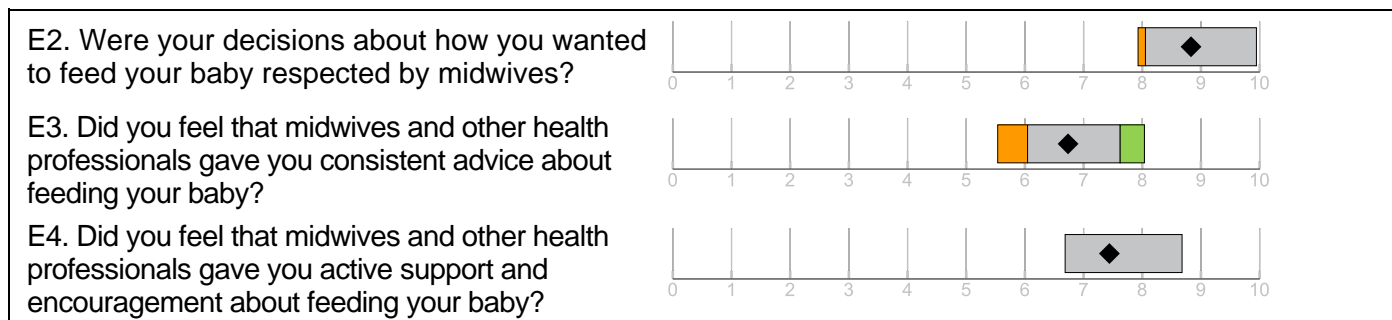 E2. Were your decisions about how you wanted
to feed your baby respected by midwives?
0 1 2 3 4 5 6 7 8 9 10
E3. Did you feel that midwives and other health
professionals gave you consistent advice about
feeding your baby?
0 1 2 3 4 5 6 7 8 9 10
E4. Did you feel that midwives and other health
professionals gave you active support and
encouragement about feeding your baby?
0 1 2 3 4 5 6 7 8 9 10